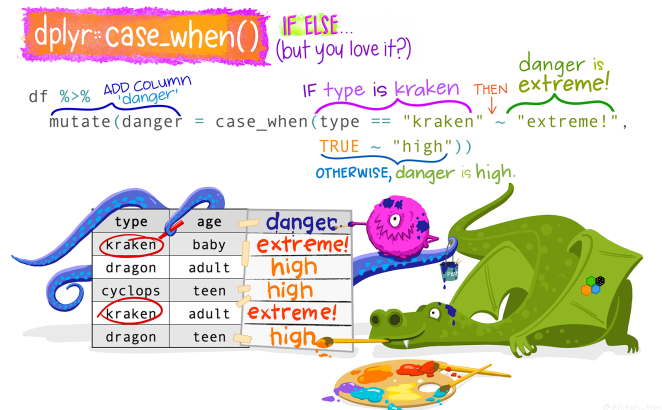 dplyr::case_when()
IF ELSE...
(but you love it?)
danger is
extreme!
ADD COLUMN
'danger'
IF type is kraken
THEN
df %>%
mutate(danger = case_when(type == "kraken" ~ "extreme!",
TRUE ~ "high"))
OTHERWISE, danger is high.
type age danger
kraken baby extreme!
dragon adult high
cyclops teen high
kraken adult extreme!
dragon teen high